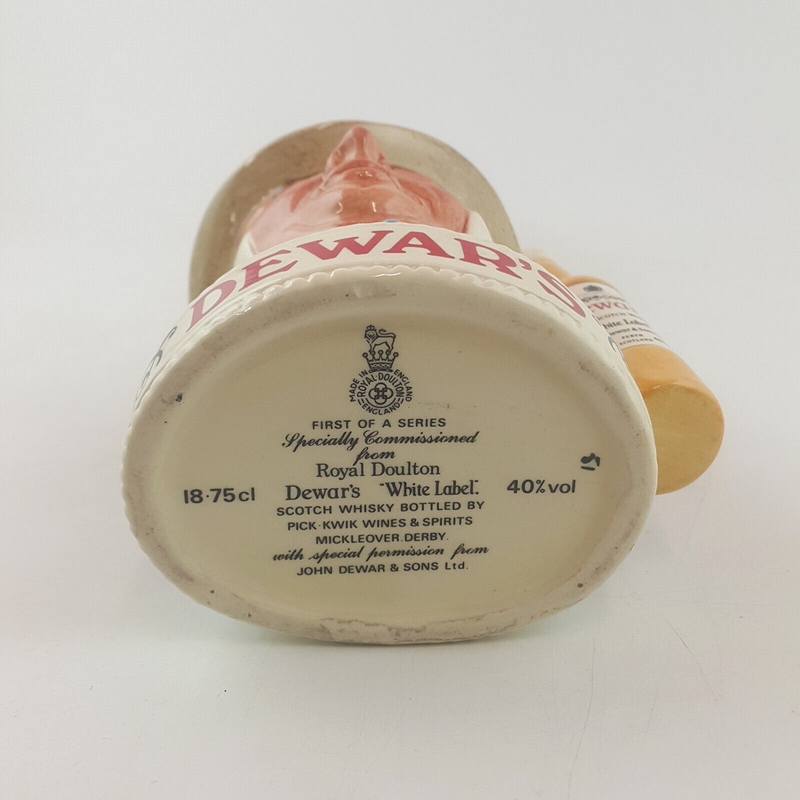 DEWAR'S
MADE IN ENGLAND
ROYAL DOULTON
ENGLAND
FIRST OF A SERIES
Specially Commissioned
from
Royal Doulton
18·75cl Dewar's "White Label". 40%vol
SCOTCH WHISKY BOTTLED BY
PICK·KWIK WINES & SPIRITS
MICKLEOVER.DERBY.
with special permission from
JOHN DEWAR & SONS Ltd.
White Label